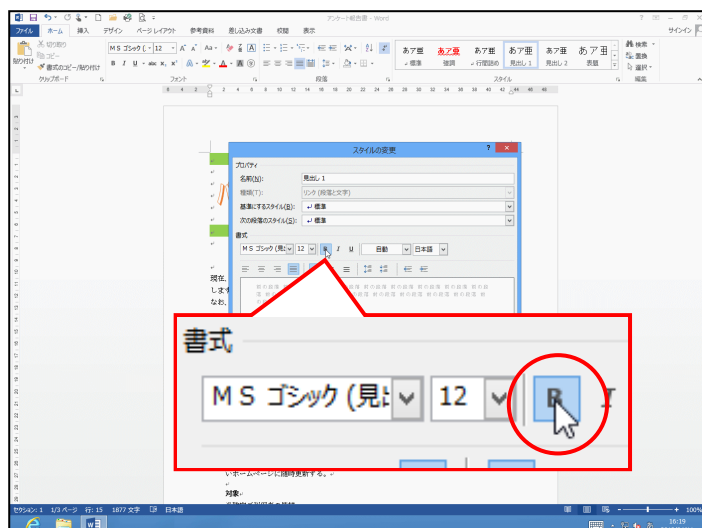 アンケート報告書 - Word
ファイル ホーム 挿入 デザイン ページ レイアウト 参考資料 差し込み文書 校閲 表示 サインイン
切り取り
コピー
書式のコピー/貼り付け
貼り付け
MS ゴシック ( 12
あア亜 あア亜 あア亜 あア亜 あア亜 あア亜
標準 強調 行間詰め 見出し 1 見出し 2 表題
検索
置換
選択
クリップボード フォント 段落 スタイル 編集
スタイルの変更
プロパティ
名前(N): 見出し 1
種類(T): リンク (段落と文字)
基準にするスタイル(B): 標準
次の段落のスタイル(S): 標準
書式
MS ゴシック (見 12 B I U 自動 日本語
現在、
します
なお、
書式
MS ゴシック (見 12 B I
いホームページに随時更新する。
対象
セクション: 1 1/3 ページ 行: 15 1877 文字 日本語 100%
16:19